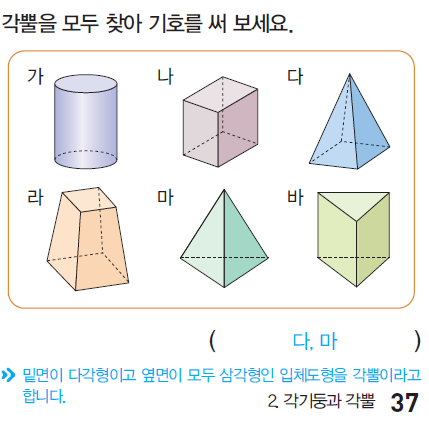 각뿔을 모두 찾아 기호를 써 보세요.
가 나 다
라 마 바
( 다, 마 )
≫ 밑면이 다각형이고 옆면이 모두 삼각형인 입체도형을 각뿔이라고
합니다.
2. 각기둥과 각뿔 37